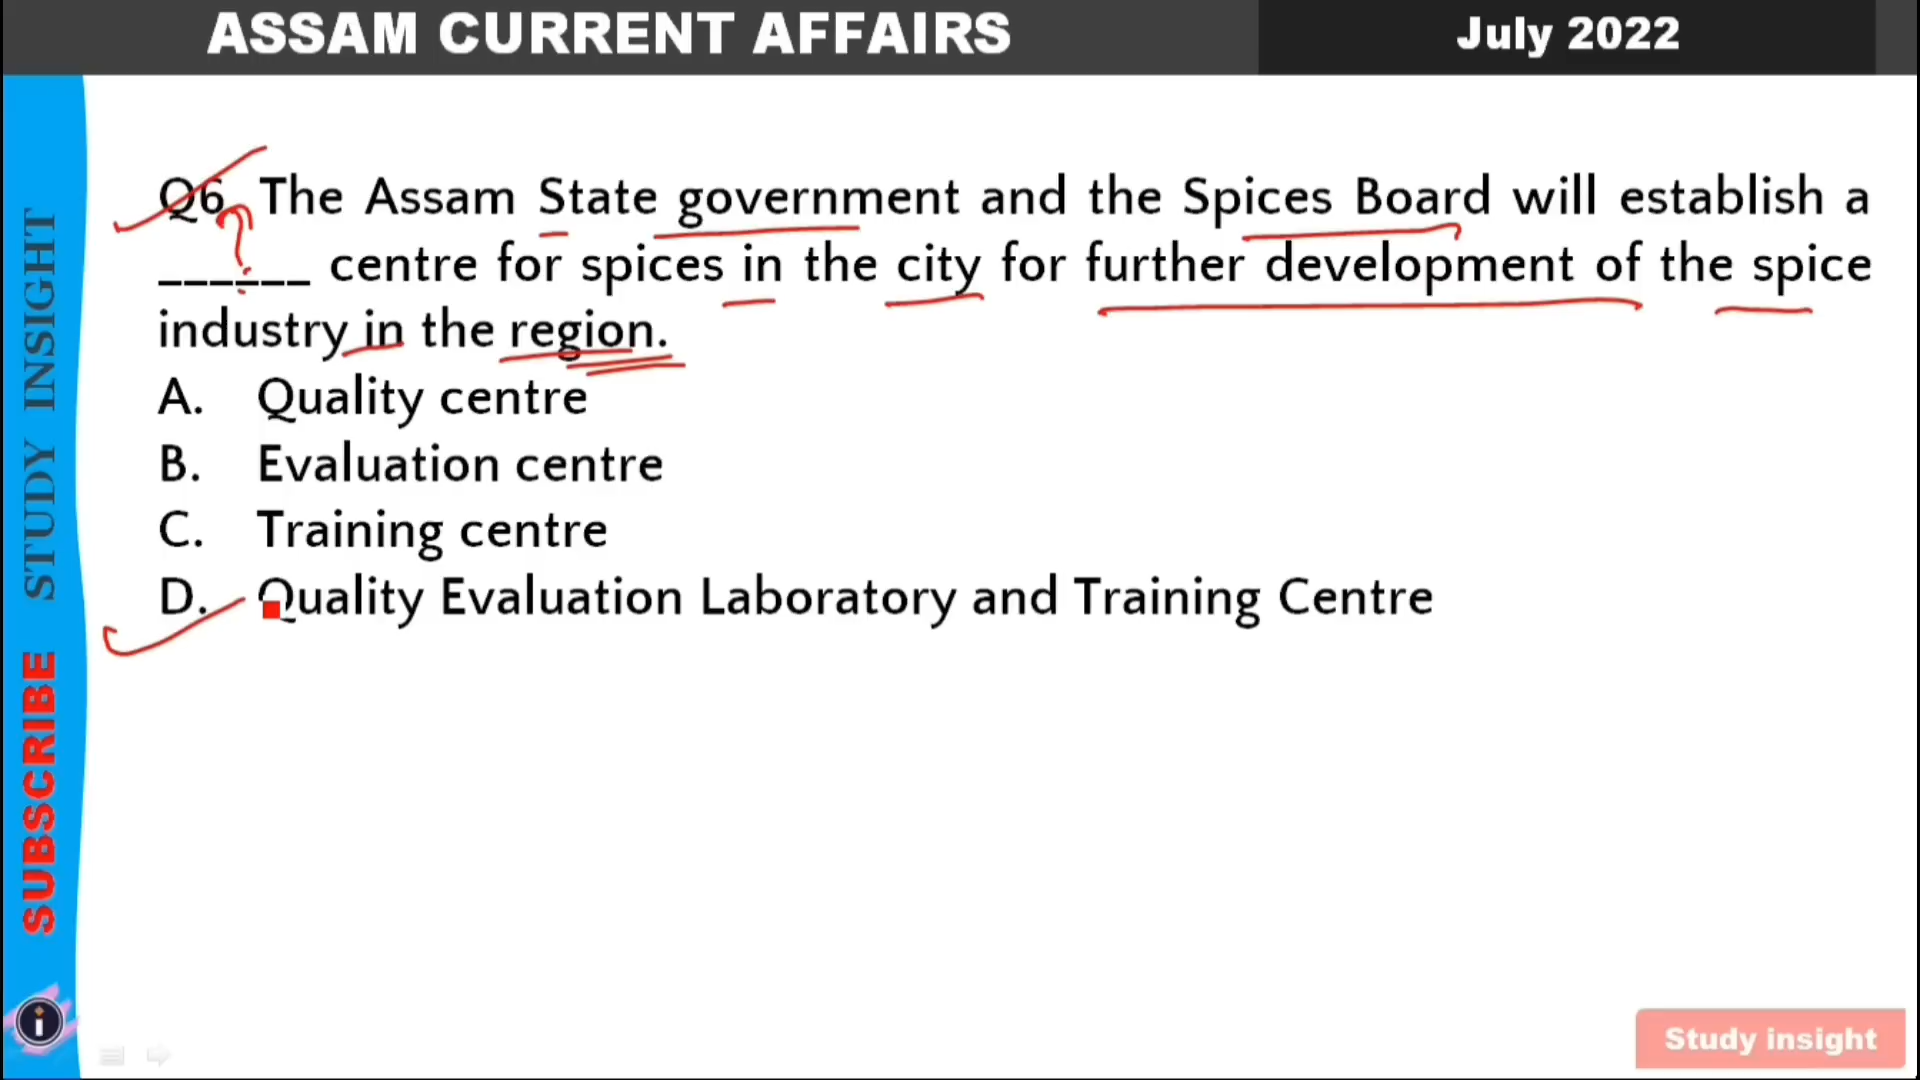 ASSAM CURRENT AFFAIRS
July 2022
Q6. The Assam State government and the Spices Board will establish a
______ centre for spices in the city for further development of the spice
industry in the region.
A. Quality centre
B. Evaluation centre
C. Training centre
D. Quality Evaluation Laboratory and Training Centre
SUBSCRIBE STUDY INSIGHT
Study insight